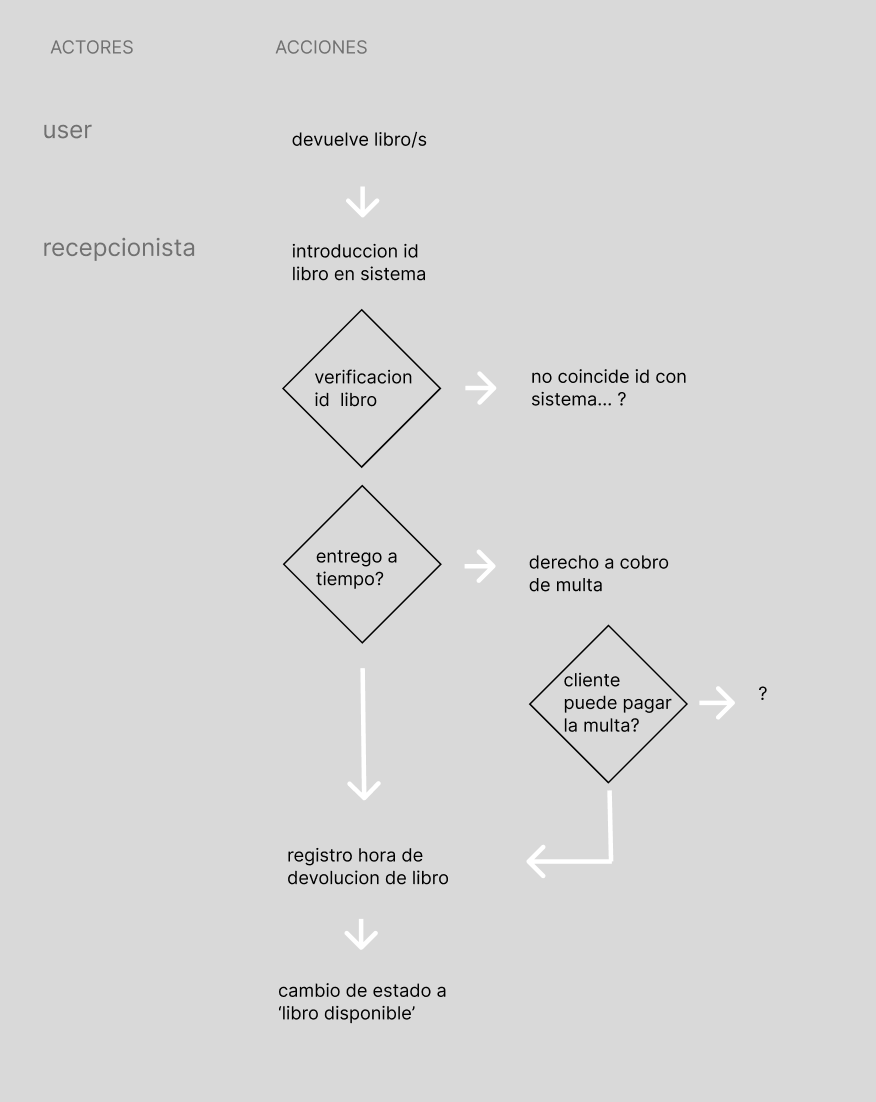 ACTORES
ACCIONES
user
devuelve libro/s
recepcionista
introduccion id
libro en sistema
verificacion
id libro
no coincide id con
sistema... ?
entrego a
tiempo?
derecho a cobro
de multa
cliente
puede pagar
la multa?
?
registro hora de
devolucion de libro
cambio de estado a
‘libro disponible’